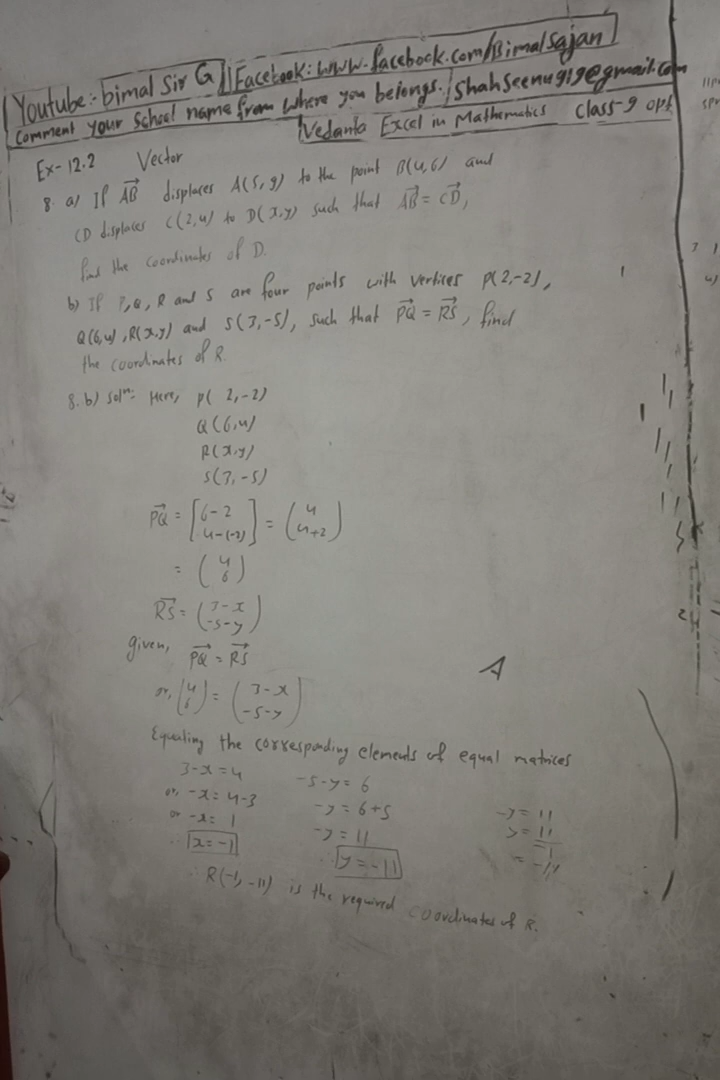 Youtube:- bimal Sir G || Facebook: www.facebook.com/Bimalsajan
Comment your School name from where you belongs. / Shahseenug19@gmail.com
Vedanta Excel in Mathematics Class-9 opt
Ex-12.2 Vector
8. a) If AB displaces A(5,9) to the point B(4,6) and
CD displaces C(2,4) to D(x,y) such that AB = CD,
find the coordinates of D.
b) If P,Q,R and S are four points with vertices P(2,-2),
Q(6,4), R(x,y) and S(3,-5), such that PQ = RS, find
the coordinates of R.
8. b) Solⁿ: Here, P( 2,-2)
Q(6,4)
R(x,y)
S(3,-5)
PQ = [6-2 = (4
4-(-2)] 4+2)
= (4
6)
RS = (3-x
-5-y)
given, PQ = RS
or, (4 = (3-x
6) -5-y)
Equating the corresponding elements of equal matrices
3-x=4 -5-y=6
or, -x=4-3 -y=6+5 -y=11
or -x=1 -y=11 y=11
∴ x=-1 ∴ y=-11 -1
= -11
∴ R(-1,-11) is the required coordinates of R.
A